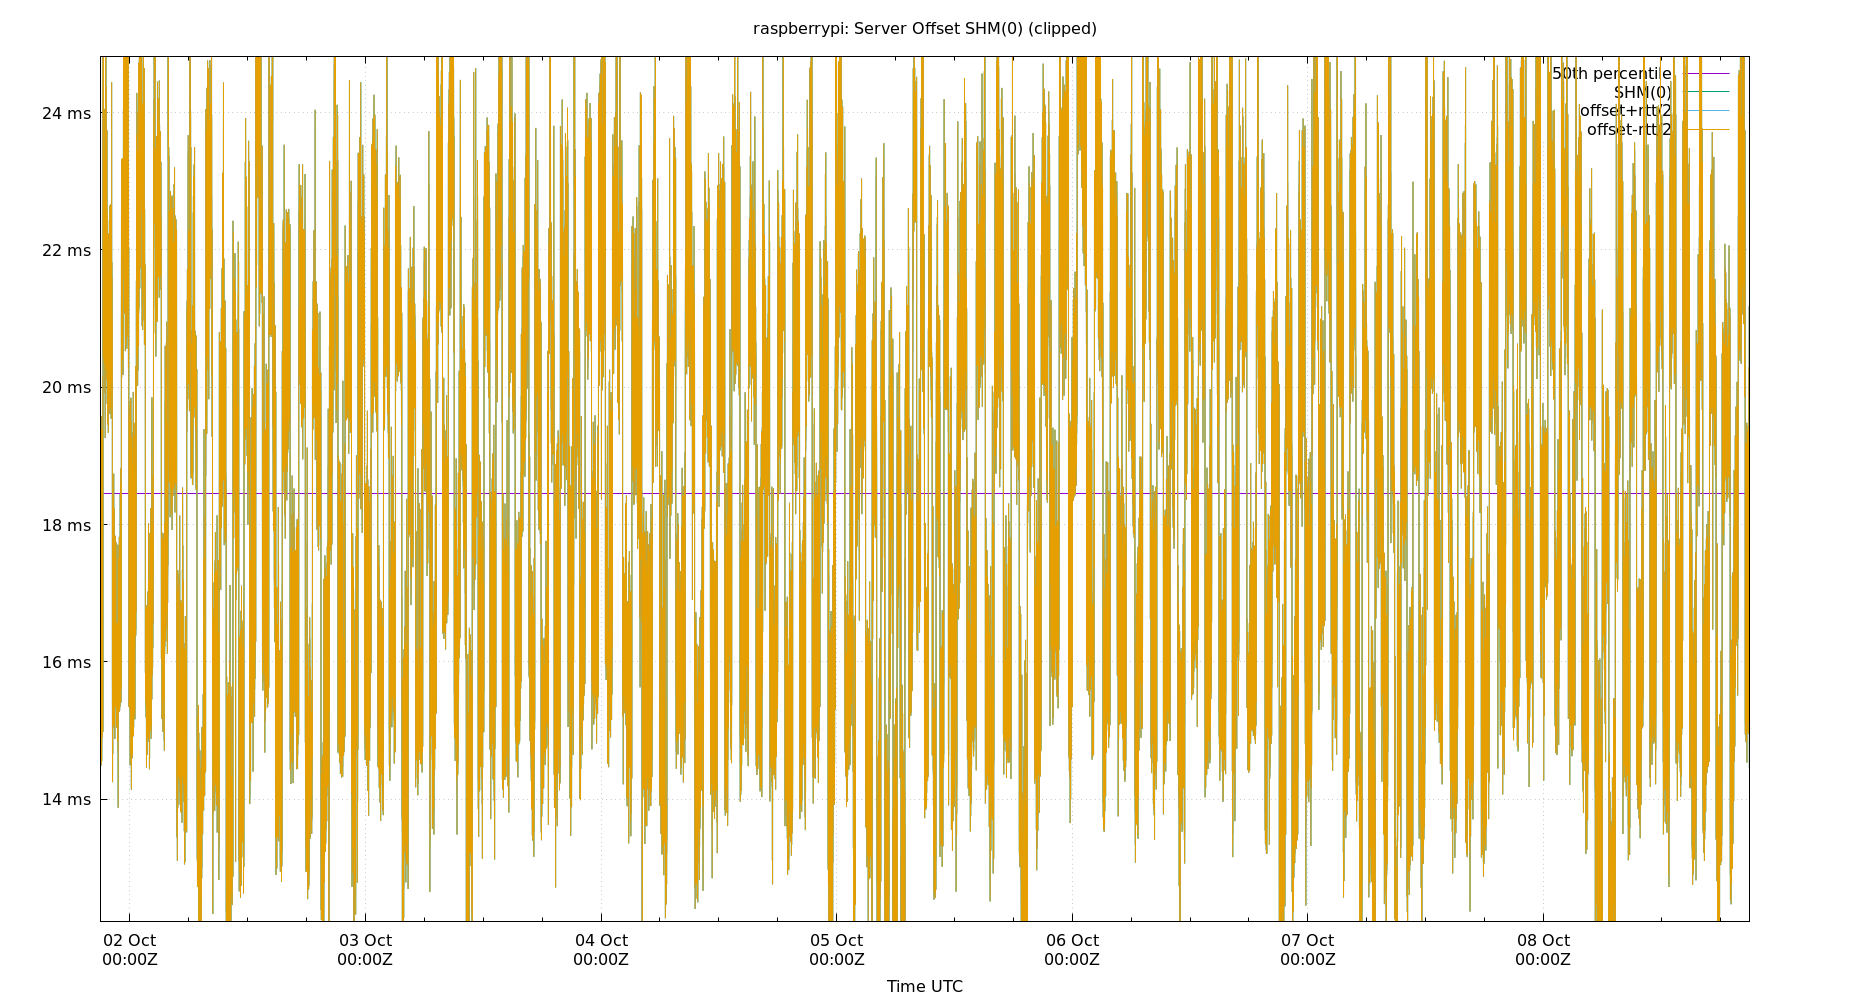 raspberrypi: Server Offset SHM(0) (clipped)
50th percentile
SHM(0)
offset+rtt/2
offset-rtt/2
24 ms
22 ms
20 ms
18 ms
16 ms
14 ms
02 Oct 03 Oct 04 Oct 05 Oct 06 Oct 07 Oct 08 Oct
00:00Z 00:00Z 00:00Z 00:00Z 00:00Z 00:00Z 00:00Z
Time UTC